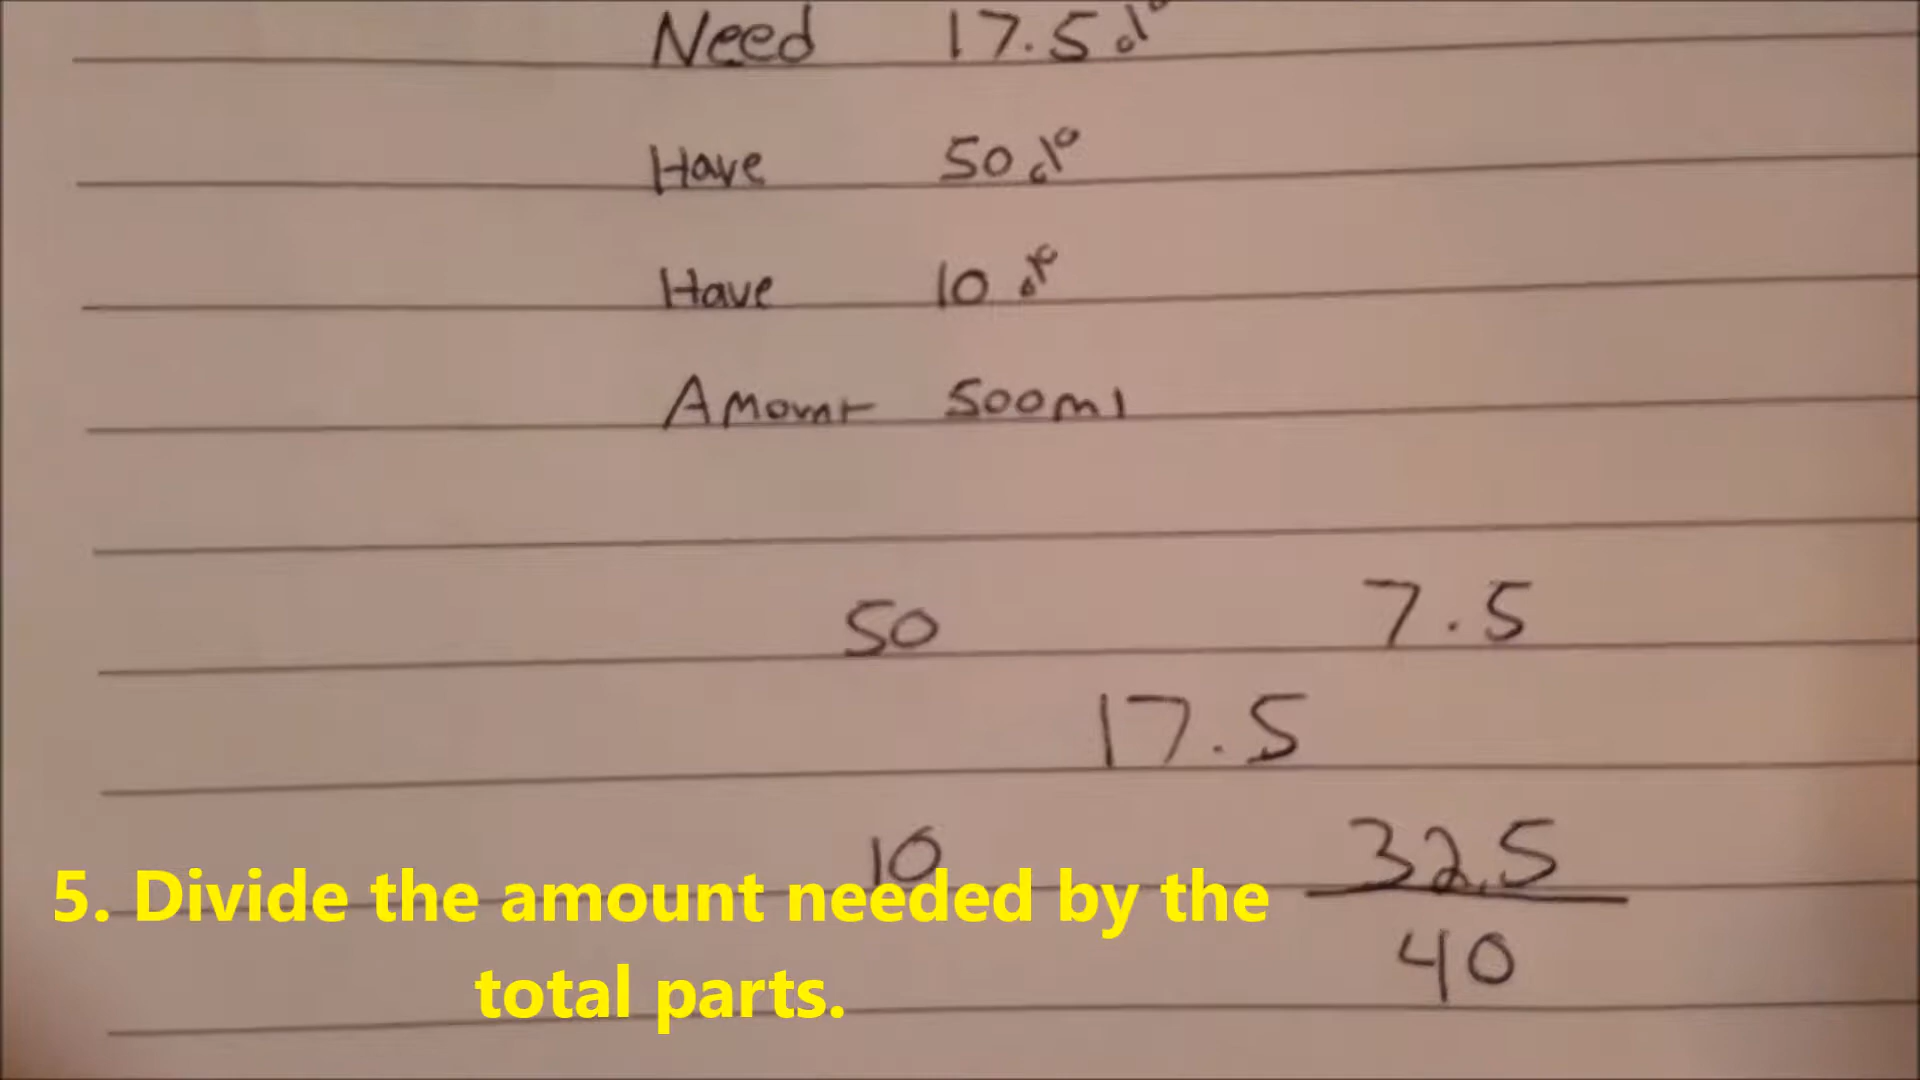 Need 17.5%
Have 50%
Have 10%
Amount 500ml
50 7.5
17.5
10 32.5
40
5. Divide the amount needed by the
total parts.